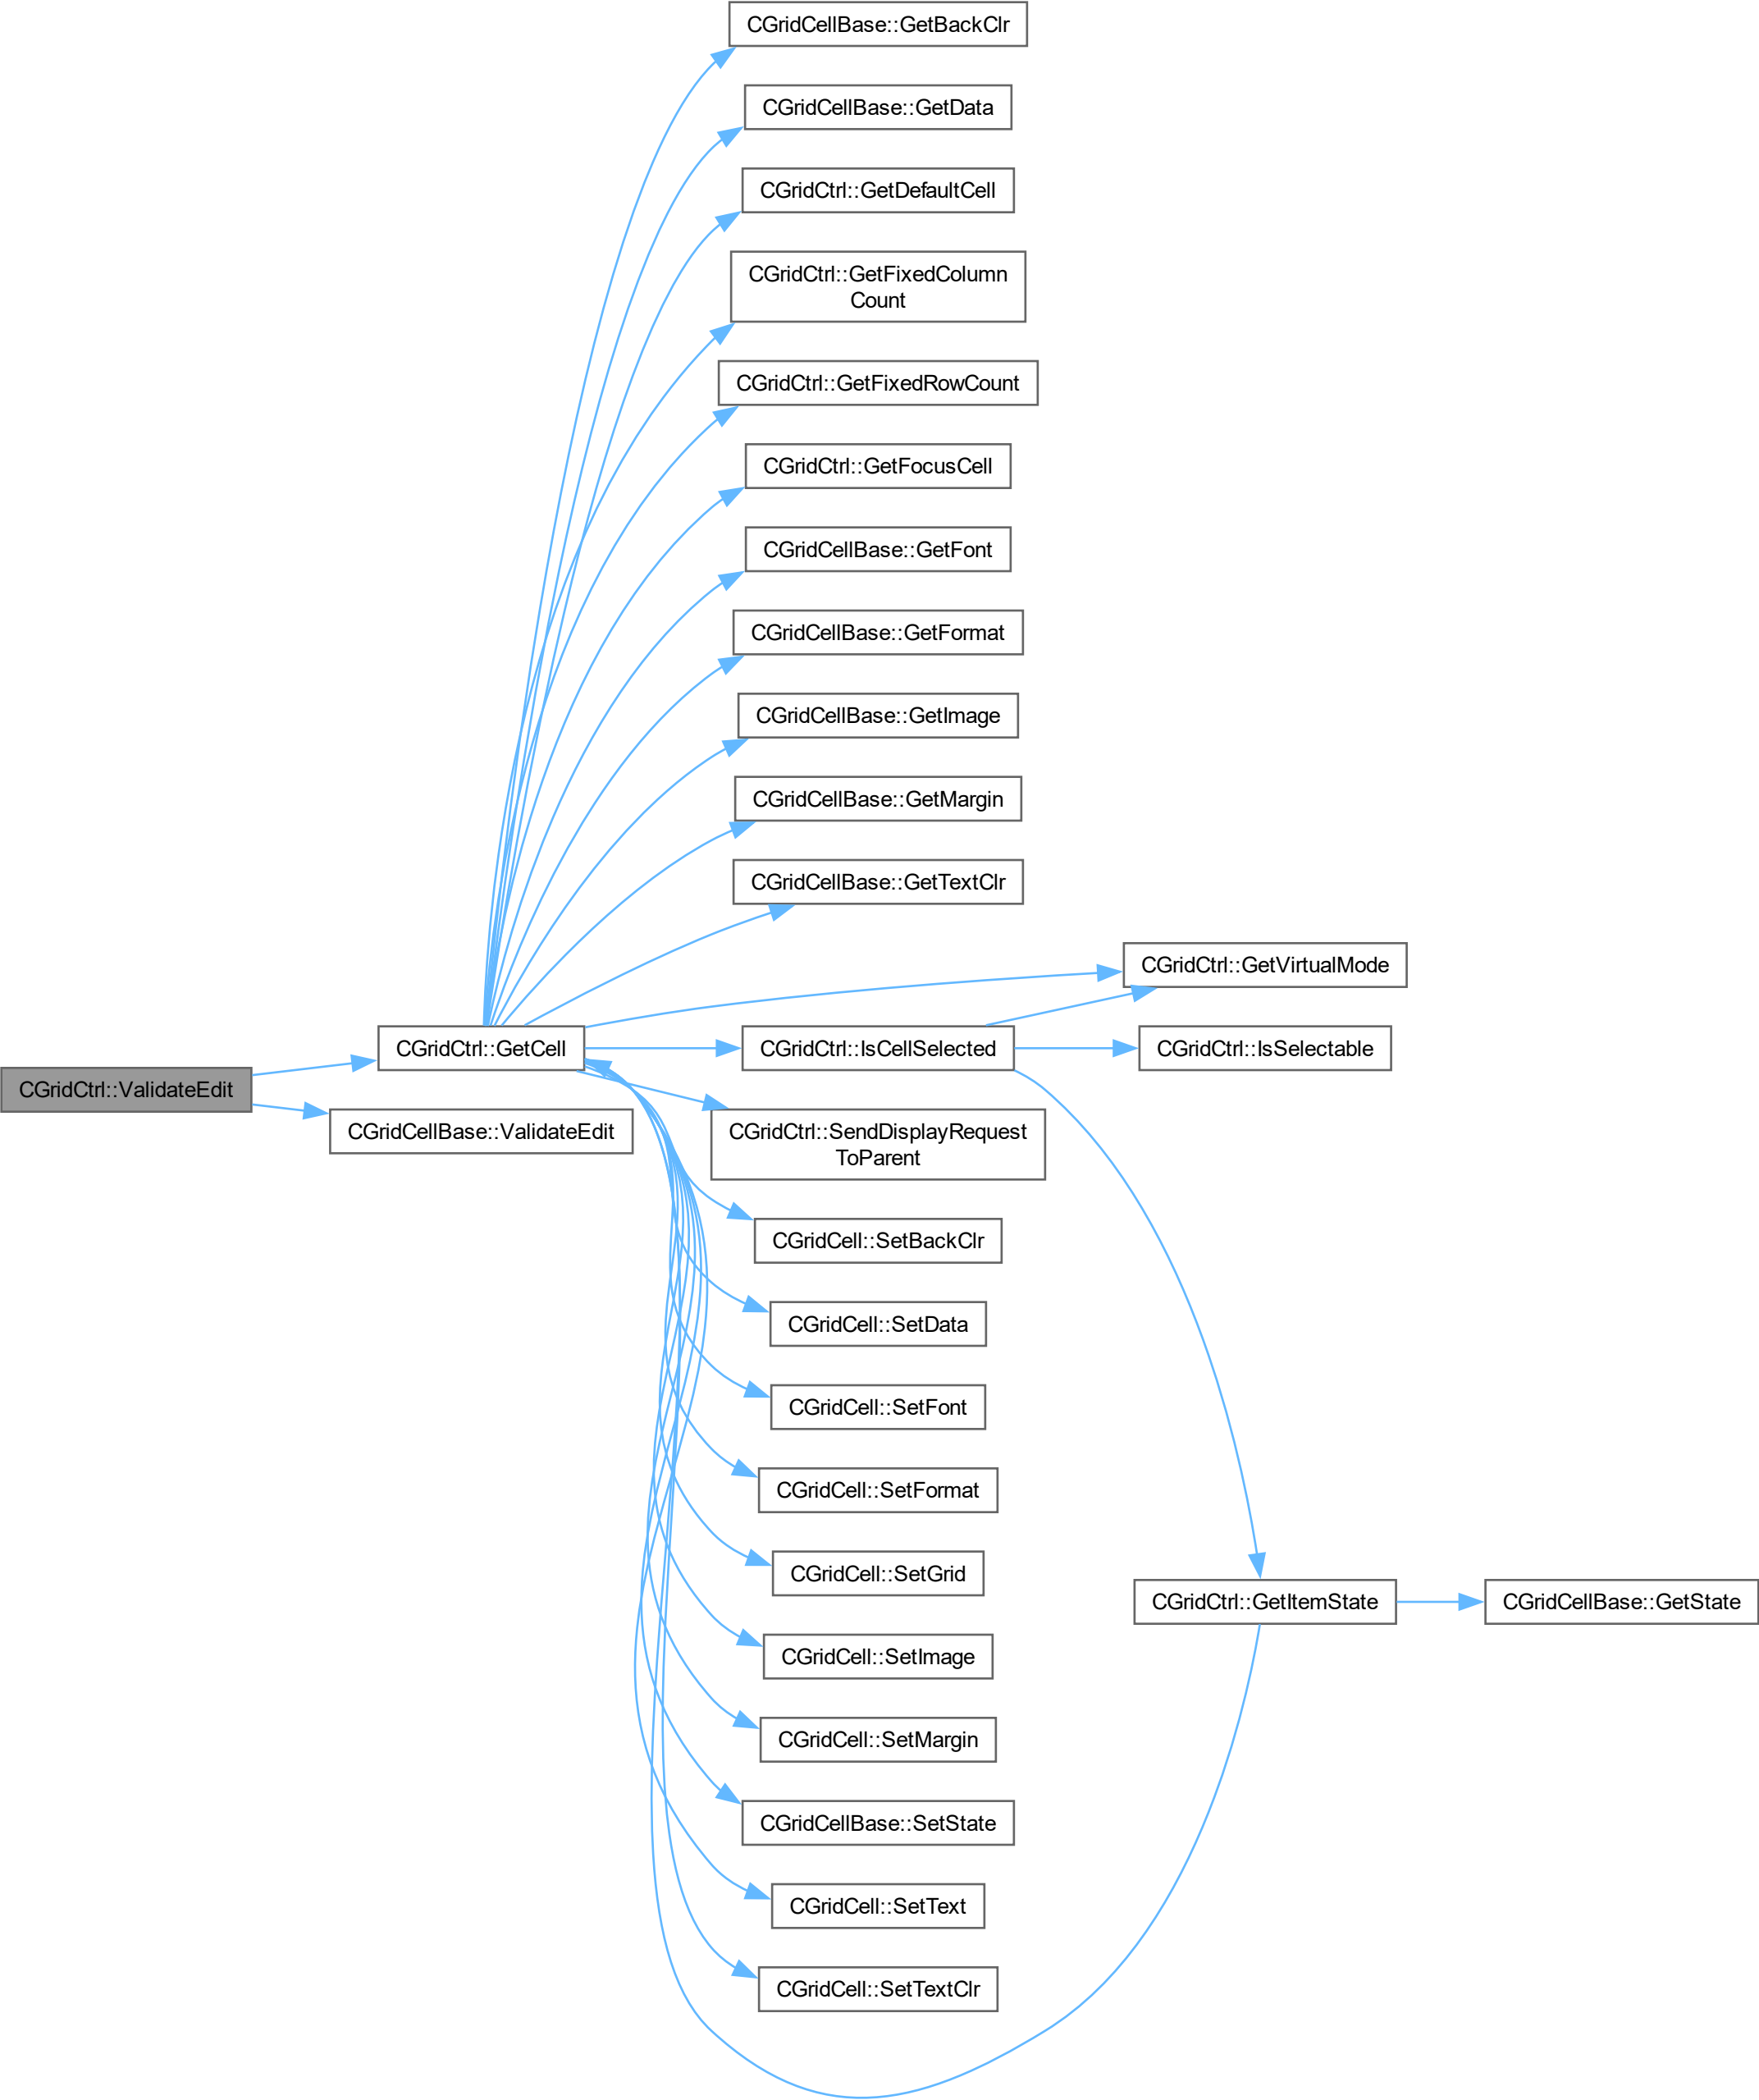 CGridCellBase::GetBackClr
CGridCellBase::GetData
CGridCtrl::GetDefaultCell
CGridCtrl::GetFixedColumn
Count
CGridCtrl::GetFixedRowCount
CGridCtrl::GetFocusCell
CGridCellBase::GetFont
CGridCellBase::GetFormat
CGridCellBase::GetImage
CGridCellBase::GetMargin
CGridCellBase::GetTextClr
CGridCtrl::GetVirtualMode
CGridCtrl::GetCell
CGridCtrl::IsCellSelected
CGridCtrl::IsSelectable
CGridCtrl::ValidateEdit
CGridCellBase::ValidateEdit
CGridCtrl::SendDisplayRequest
ToParent
CGridCell::SetBackClr
CGridCell::SetData
CGridCell::SetFont
CGridCell::SetFormat
CGridCell::SetGrid
CGridCtrl::GetItemState
CGridCellBase::GetState
CGridCell::SetImage
CGridCell::SetMargin
CGridCellBase::SetState
CGridCell::SetText
CGridCell::SetTextClr